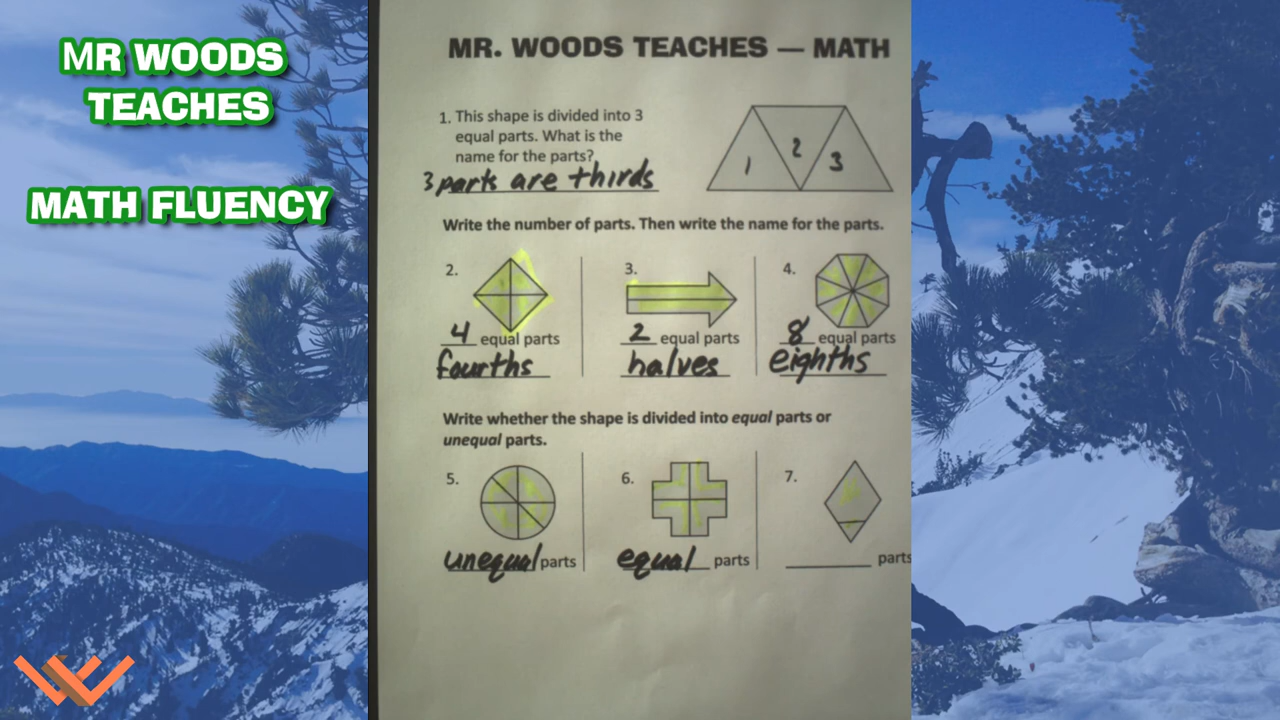 MR WOODS
TEACHES
MATH FLUENCY
MR. WOODS TEACHES — MATH
1. This shape is divided into 3
equal parts. What is the
name for the parts?
3 parts are thirds
1 2 3
Write the number of parts. Then write the name for the parts.
2. 3. 4.
4 equal parts 2 equal parts 8 equal parts
fourths halves eighths
Write whether the shape is divided into equal parts or
unequal parts.
5. 6. 7.
unequal parts equal parts ______ parts